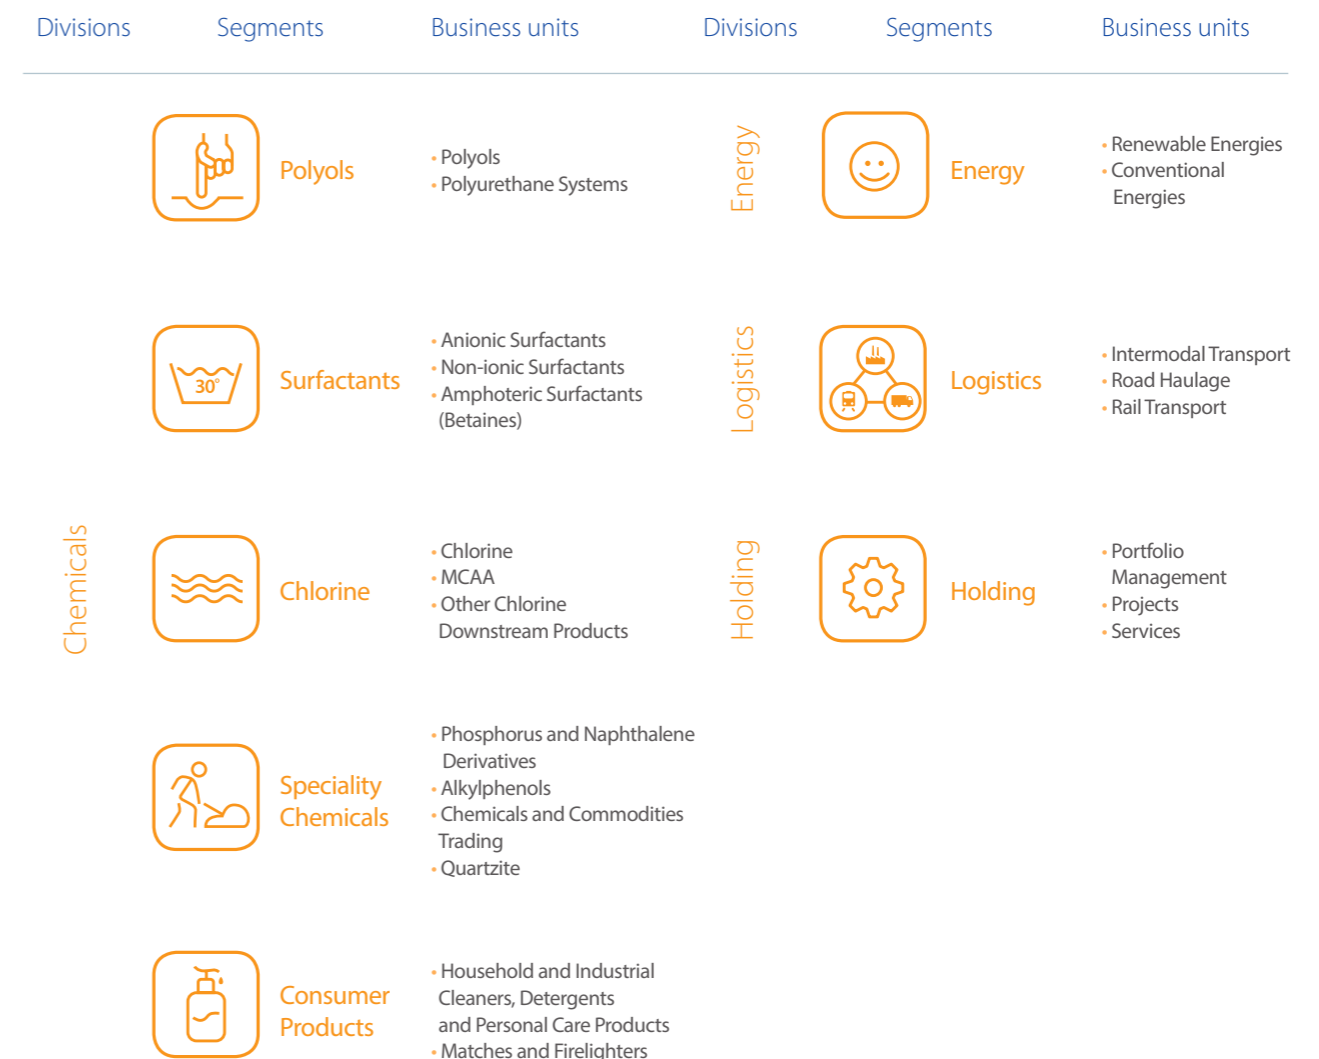 Divisions Segments Business units Divisions Segments Business units
Chemicals
Polyols
• Polyols
• Polyurethane Systems
30°
Surfactants
• Anionic Surfactants
• Non-ionic Surfactants
• Amphoteric Surfactants
(Betaines)
Chlorine
• Chlorine
• MCAA
• Other Chlorine
Downstream Products
Speciality
Chemicals
• Phosphorus and Naphthalene
Derivatives
• Alkylphenols
• Chemicals and Commodities
Trading
• Quartzite
Consumer
Products
• Household and Industrial
Cleaners, Detergents
and Personal Care Products
• Matches and Firelighters
Energy
Energy
• Renewable Energies
• Conventional
Energies
Logistics
Logistics
• Intermodal Transport
• Road Haulage
• Rail Transport
Holding
Holding
• Portfolio
Management
• Projects
• Services